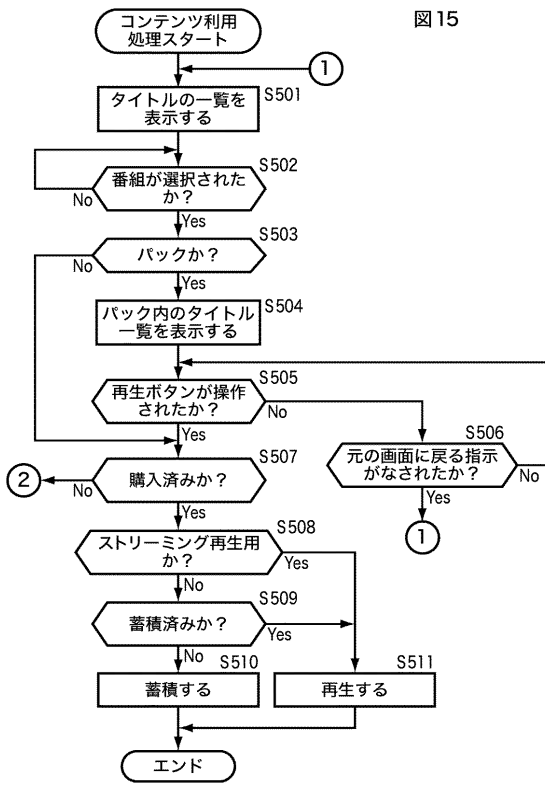 図15
コンテンツ利用
処理スタート
1
S501
タイトルの一覧を
表示する
S502
番組が選択された
か？
No
Yes
S503
パックか？
No
Yes
S504
パック内のタイトル
一覧を表示する
S505
再生ボタンが操作
されたか？
No
Yes
S506
元の画面に戻る指示
がなされたか？
No
Yes
1
S507
購入済みか？
2
No
Yes
S508
ストリーミング再生用
か？
Yes
No
S509
蓄積済みか？
Yes
No
S510
蓄積する
S511
再生する
エンド